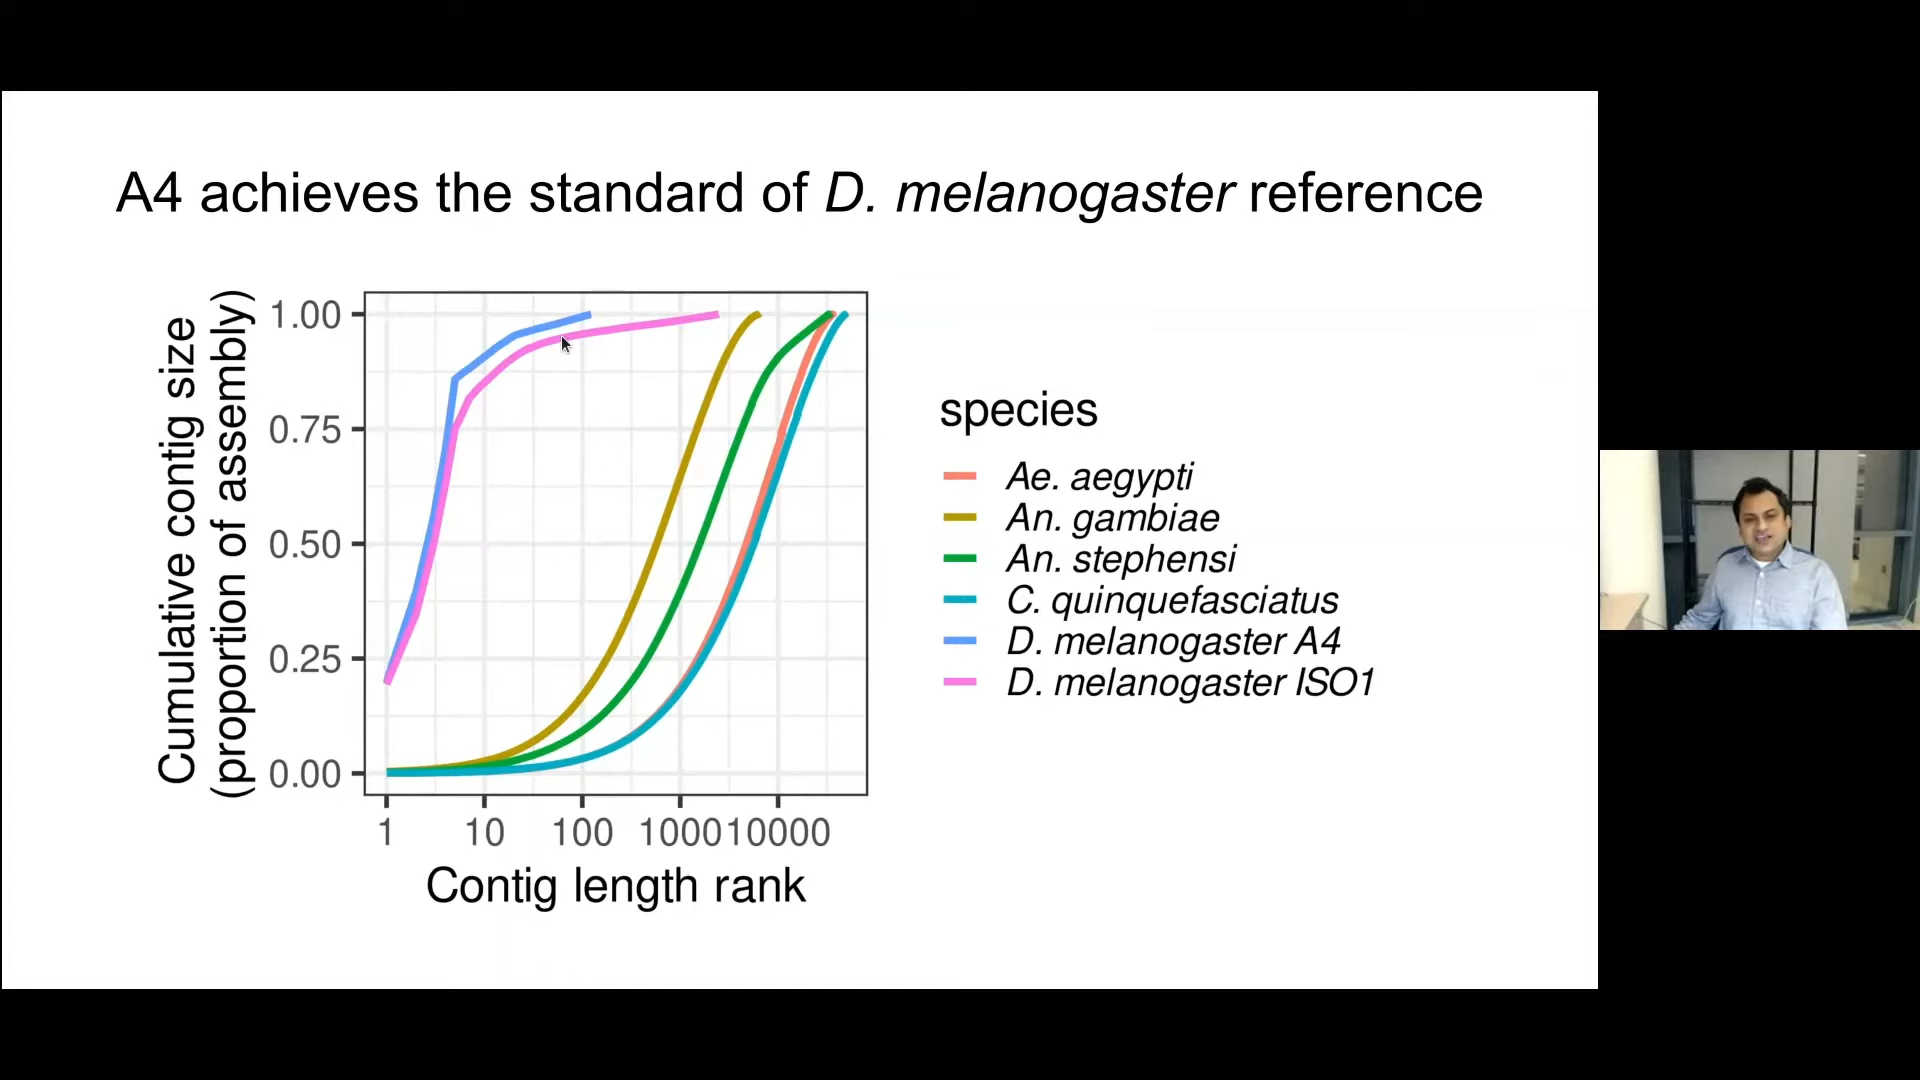 A4 achieves the standard of D. melanogaster reference
Cumulative contig size
(proportion of assembly)
1.00
0.75
0.50
0.25
0.00
1 10 100 1000 10000
Contig length rank
species
Ae. aegypti
An. gambiae
An. stephensi
C. quinquefasciatus
D. melanogaster A4
D. melanogaster ISO1